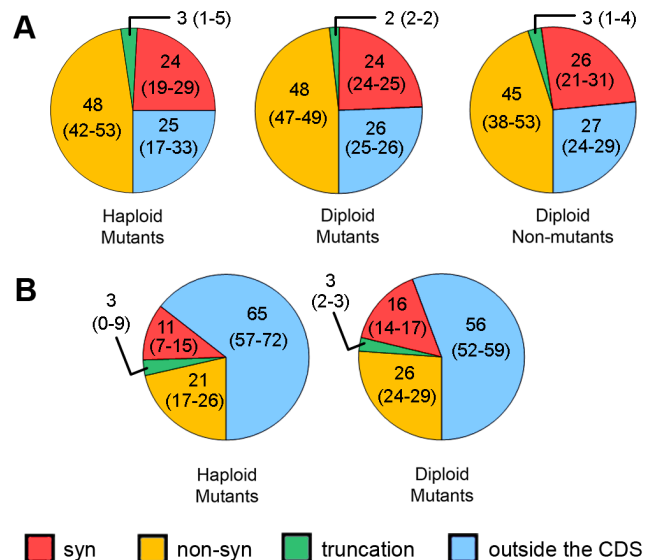 A
3 (1-5)
24
(19-29)
48
(42-53)
25
(17-33)
Haploid
Mutants
2 (2-2)
24
(24-25)
48
(47-49)
26
(25-26)
Diploid
Mutants
3 (1-4)
26
(21-31)
45
(38-53)
27
(24-29)
Diploid
Non-mutants
B
3
(0-9)
11
(7-15)
65
(57-72)
21
(17-26)
Haploid
Mutants
3
(2-3)
16
(14-17)
56
(52-59)
26
(24-29)
Diploid
Mutants
syn
non-syn
truncation
outside the CDS